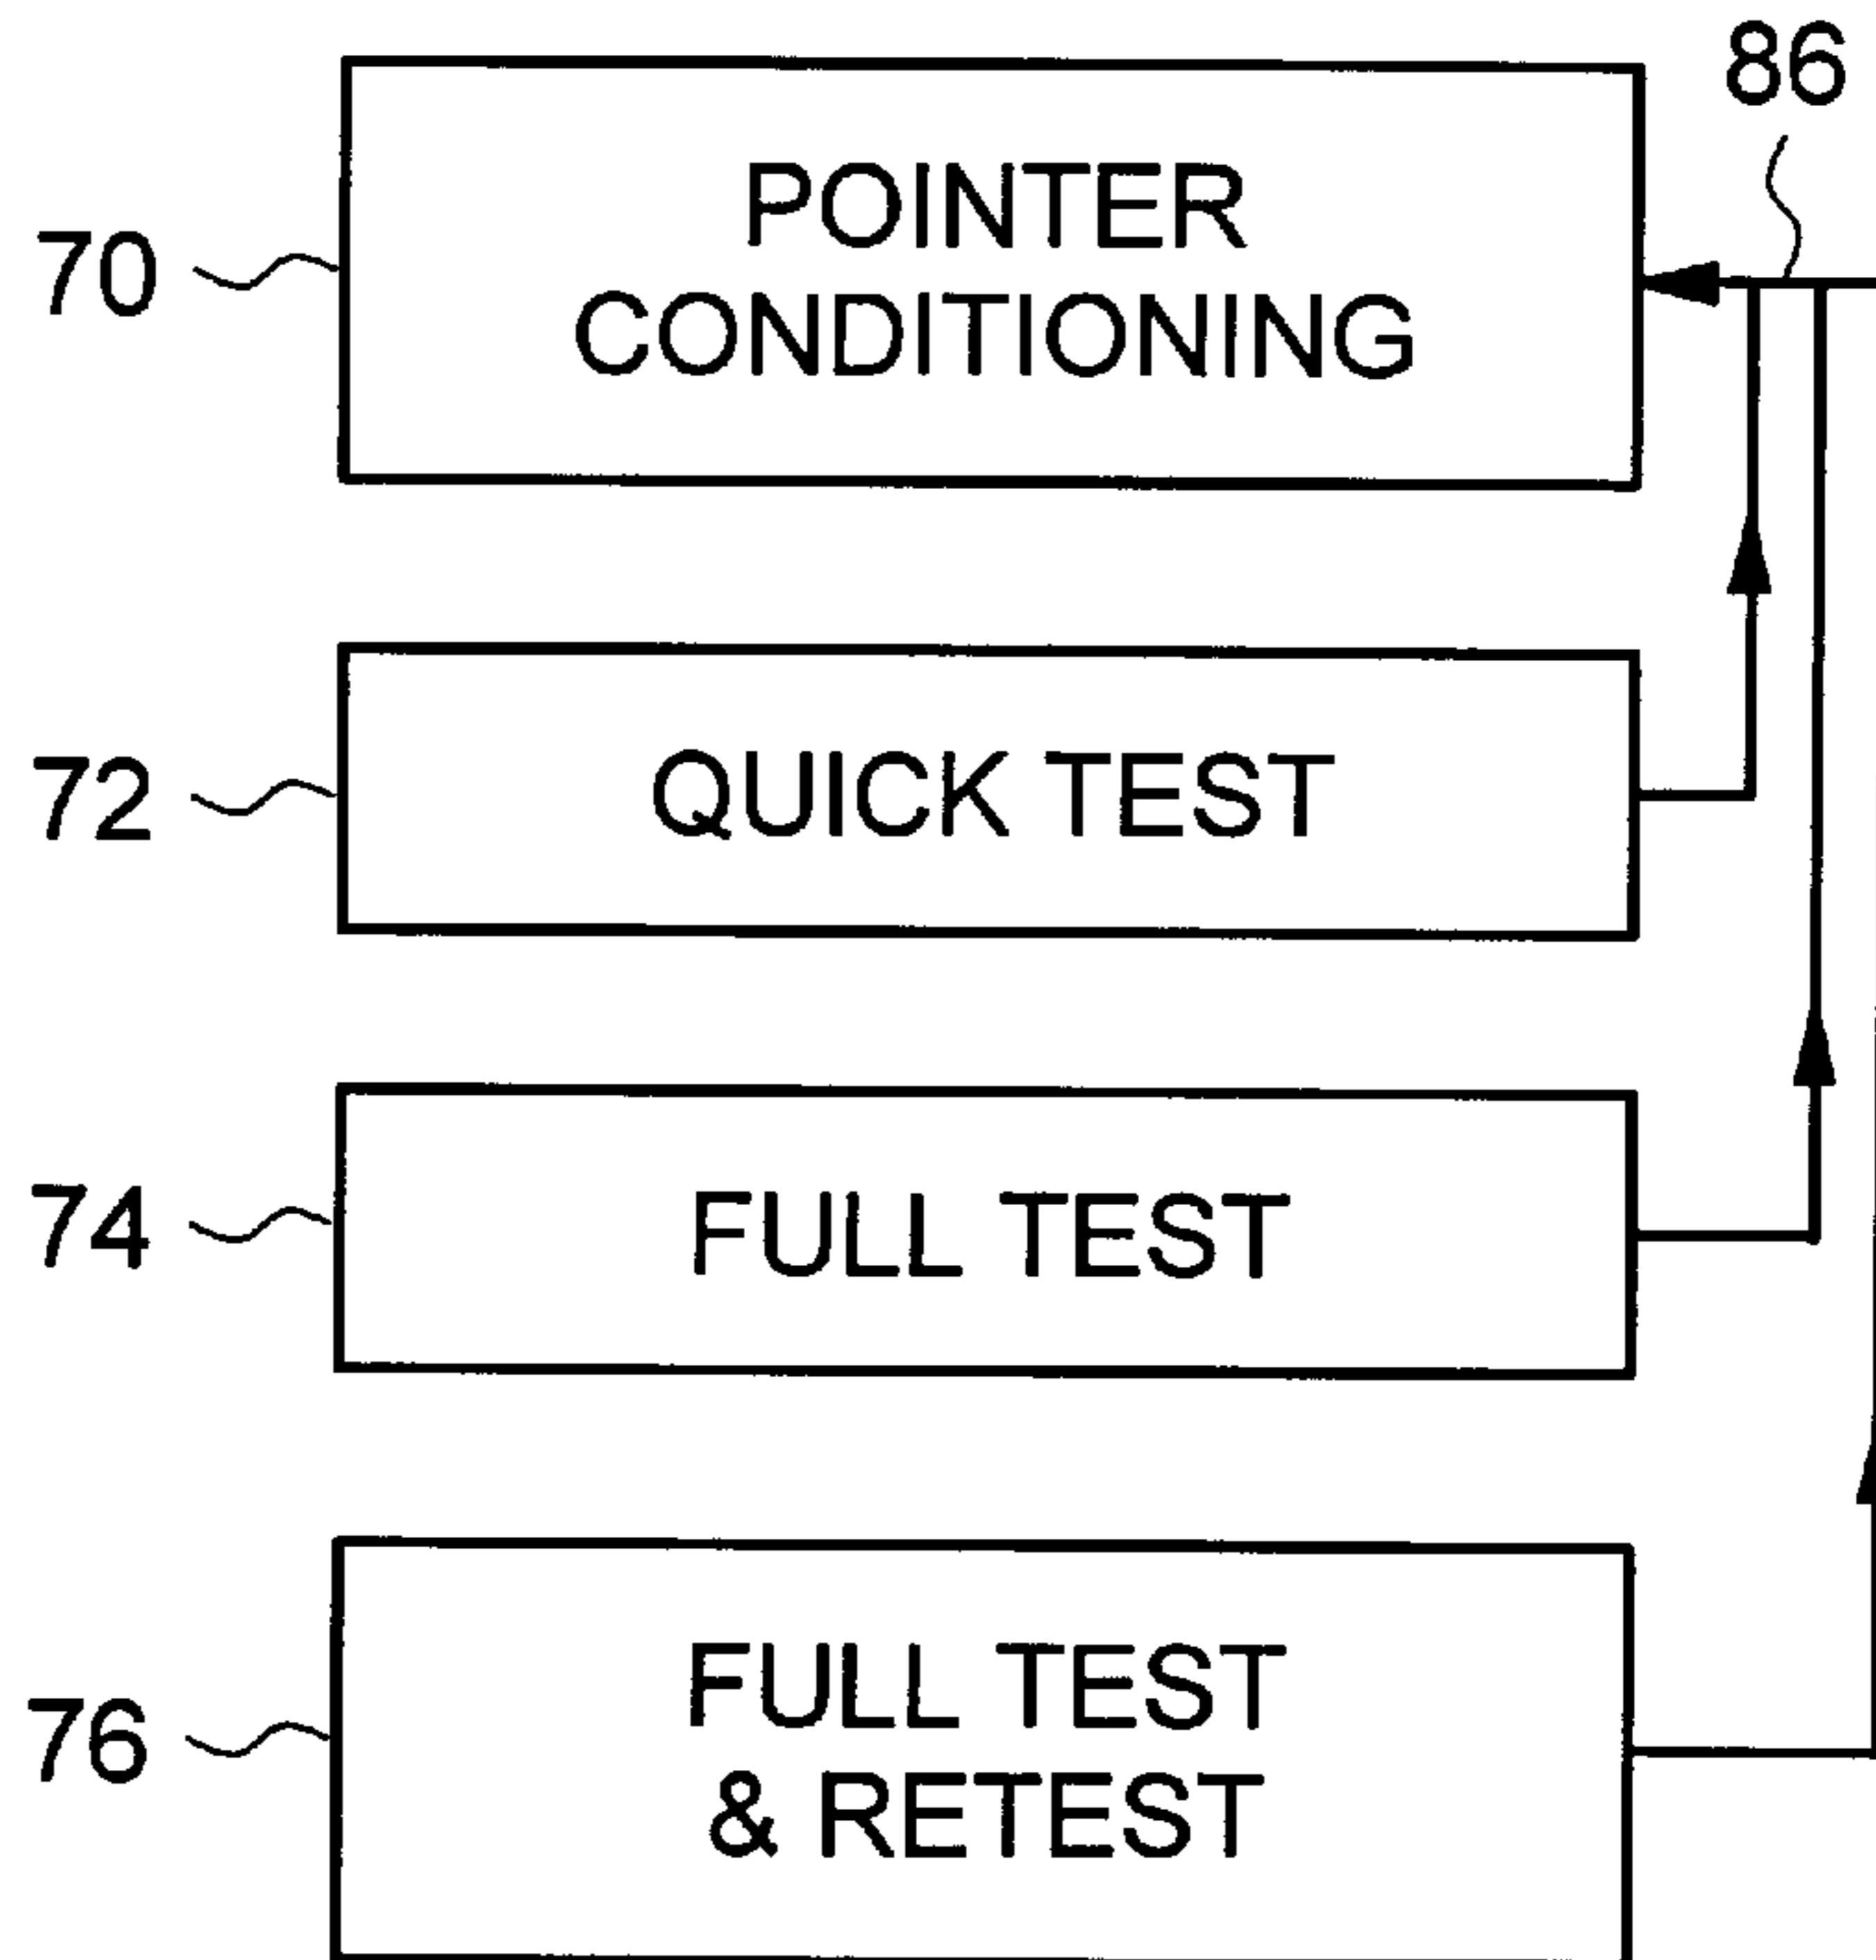 86
POINTER
70
CONDITIONING
72
QUICK TEST
74
FULL TEST
FULL TEST
76
& RETEST